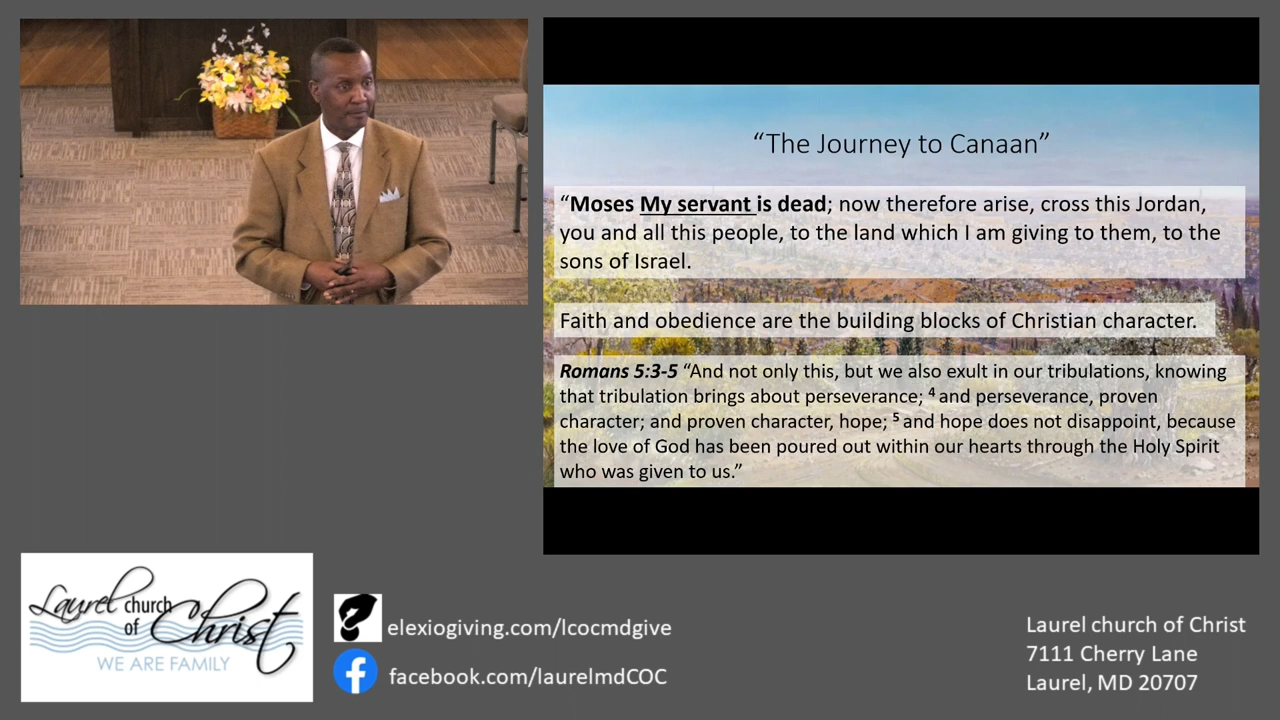 “The Journey to Canaan”
“Moses My servant is dead; now therefore arise, cross this Jordan,
you and all this people, to the land which I am giving to them, to the
sons of Israel.
Faith and obedience are the building blocks of Christian character.
Romans 5:3-5 “And not only this, but we also exult in our tribulations, knowing
that tribulation brings about perseverance; 4 and perseverance, proven
character; and proven character, hope; 5 and hope does not disappoint, because
the love of God has been poured out within our hearts through the Holy Spirit
who was given to us.”
Laurel church
of Christ
WE ARE FAMILY
elexiogiving.com/lcocmdgive
facebook.com/laurelmdCOC
Laurel church of Christ
7111 Cherry Lane
Laurel, MD 20707